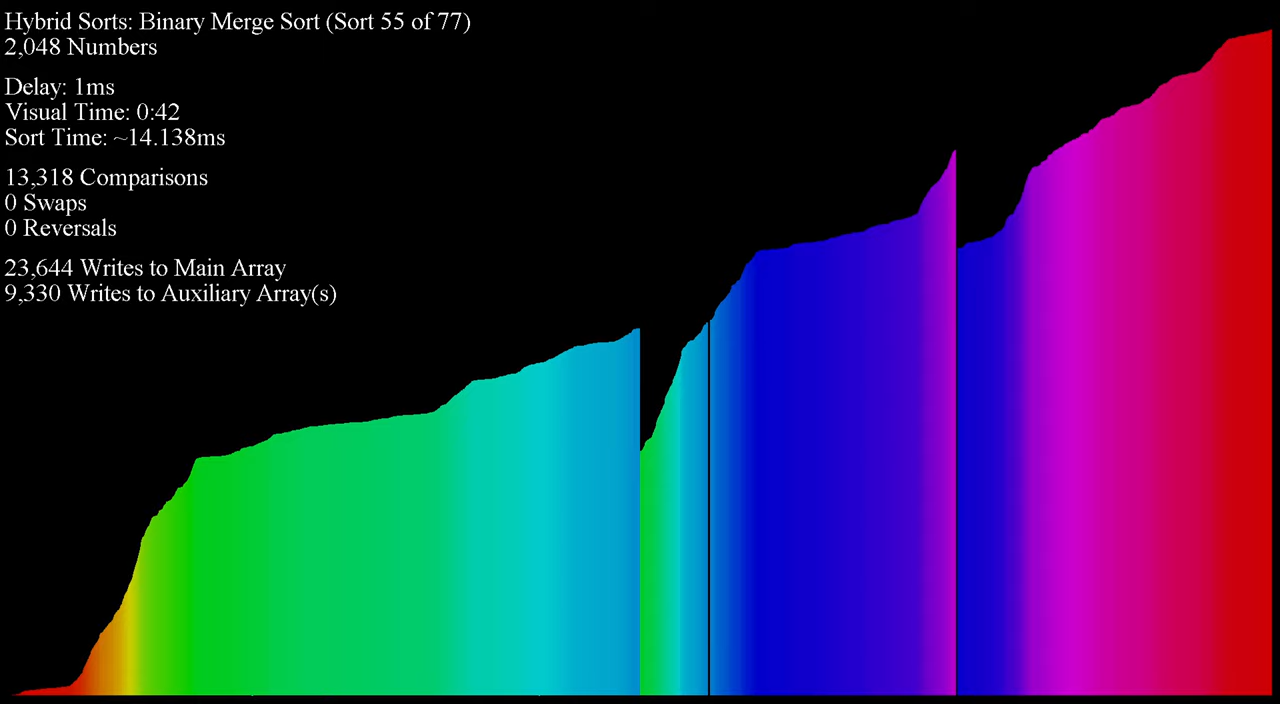 Hybrid Sorts: Binary Merge Sort (Sort 55 of 77)
2,048 Numbers
Delay: 1ms
Visual Time: 0:42
Sort Time: ~14.138ms
13,318 Comparisons
0 Swaps
0 Reversals
23,644 Writes to Main Array
9,330 Writes to Auxiliary Array(s)